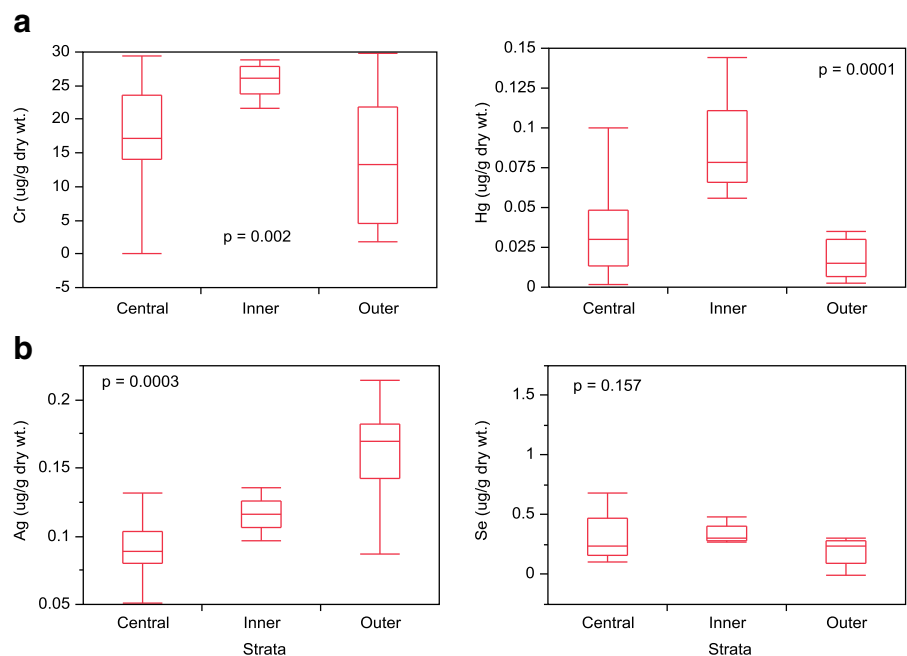 a
30
25
20
15
10
5
0
-5
Cr (ug/g dry wt.)
p = 0.002
Central Inner Outer
0.15
0.125
0.1
0.075
0.05
0.025
0
Hg (ug/g dry wt.)
p = 0.0001
Central Inner Outer
b
0.2
0.15
0.1
0.05
Ag (ug/g dry wt.)
p = 0.0003
Central Inner Outer
Strata
1.5
1
0.5
0
Se (ug/g dry wt.)
p = 0.157
Central Inner Outer
Strata